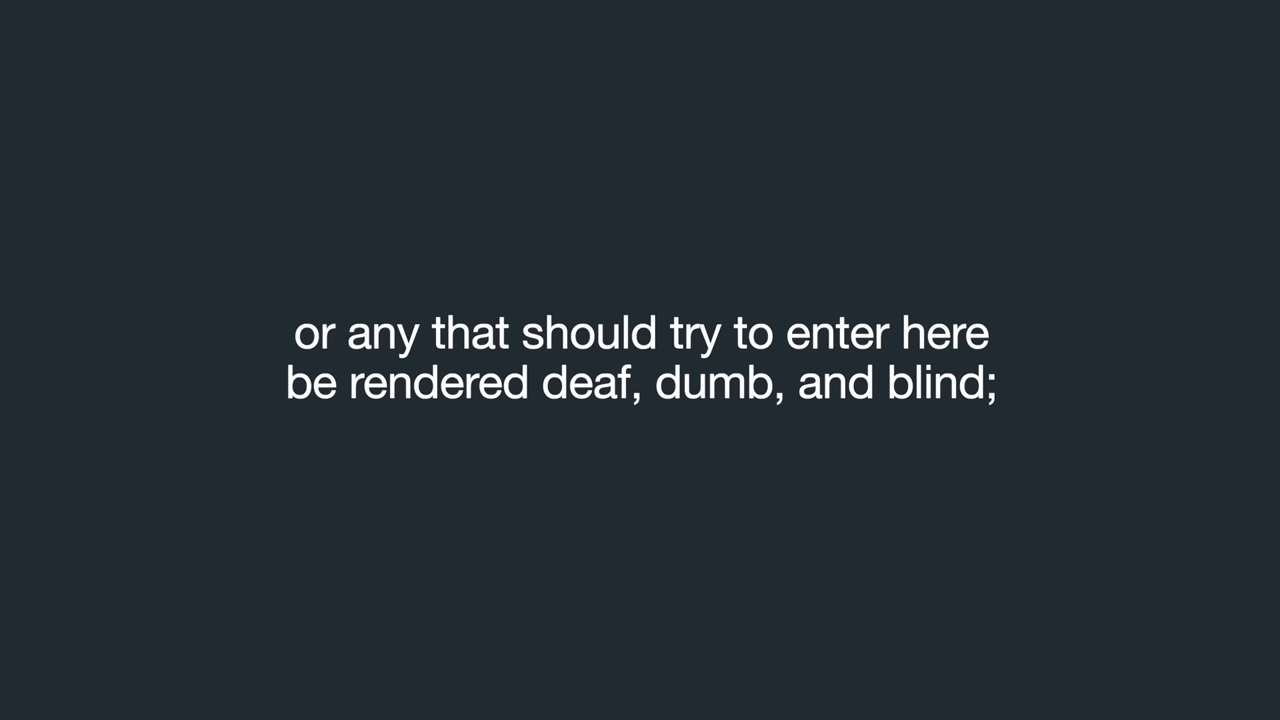 or any that should try to enter here
be rendered deaf, dumb, and blind;